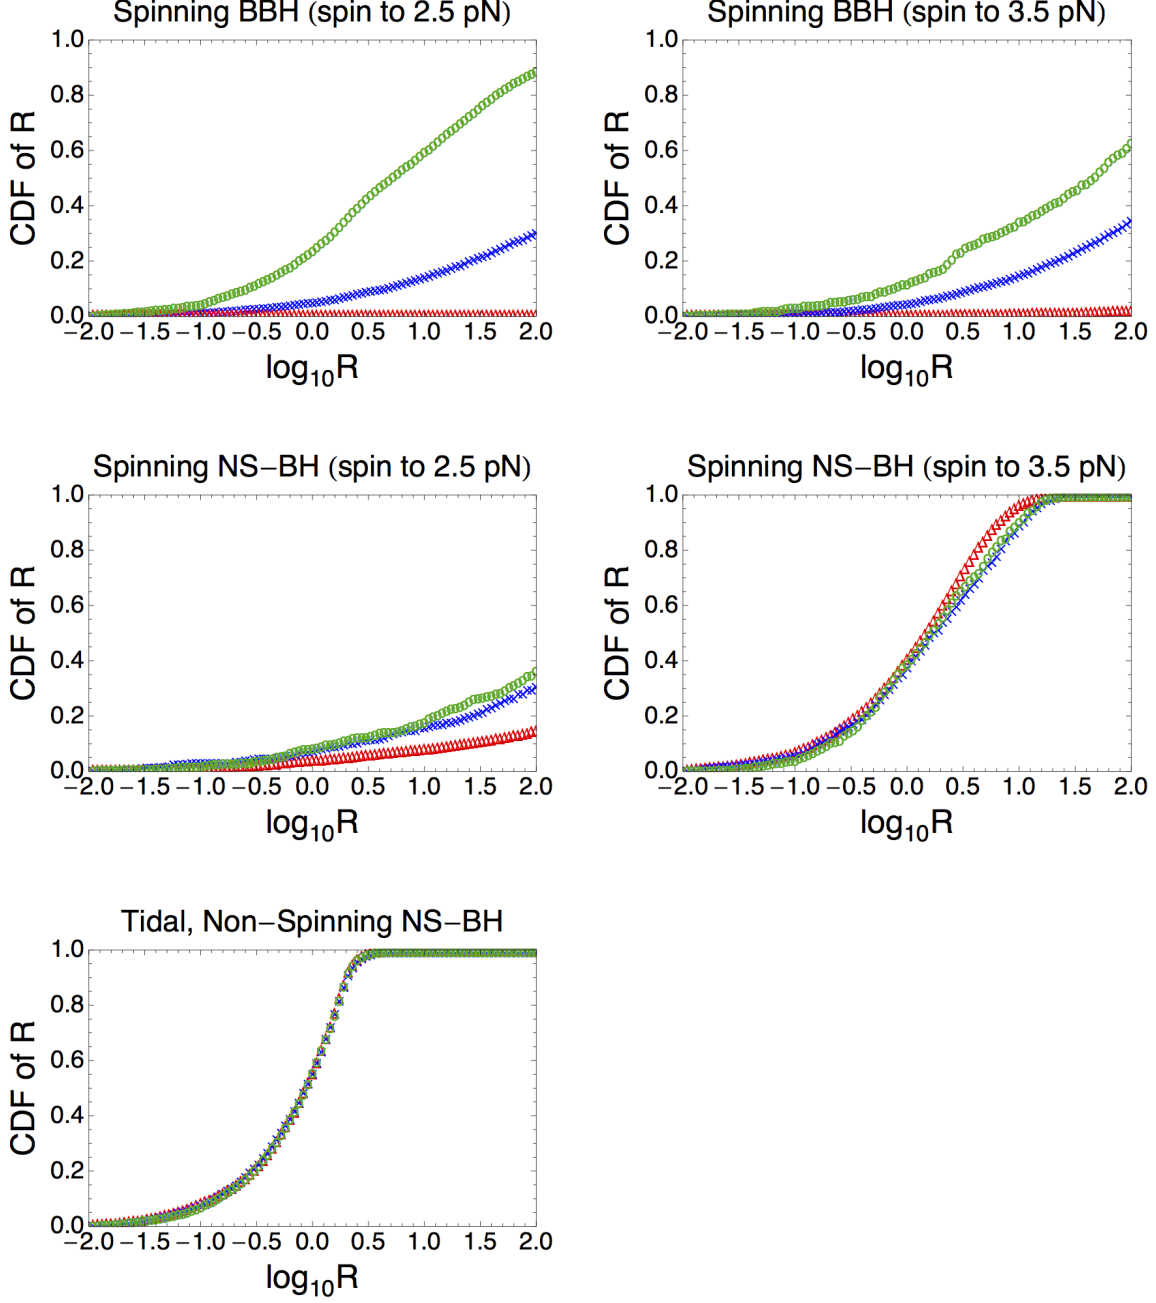 Spinning BBH (spin to 2.5 pN)
CDF of R
1.0
0.8
0.6
0.4
0.2
0.0
−2.0 −1.5 −1.0 −0.5 0.0 0.5 1.0 1.5 2.0
log₁₀R
Spinning BBH (spin to 3.5 pN)
CDF of R
1.0
0.8
0.6
0.4
0.2
0.0
−2.0 −1.5 −1.0 −0.5 0.0 0.5 1.0 1.5 2.0
log₁₀R
Spinning NS−BH (spin to 2.5 pN)
CDF of R
1.0
0.8
0.6
0.4
0.2
0.0
−2.0 −1.5 −1.0 −0.5 0.0 0.5 1.0 1.5 2.0
log₁₀R
Spinning NS−BH (spin to 3.5 pN)
CDF of R
1.0
0.8
0.6
0.4
0.2
0.0
−2.0 −1.5 −1.0 −0.5 0.0 0.5 1.0 1.5 2.0
log₁₀R
Tidal, Non−Spinning NS−BH
CDF of R
1.0
0.8
0.6
0.4
0.2
0.0
−2.0 −1.5 −1.0 −0.5 0.0 0.5 1.0 1.5 2.0
log₁₀R